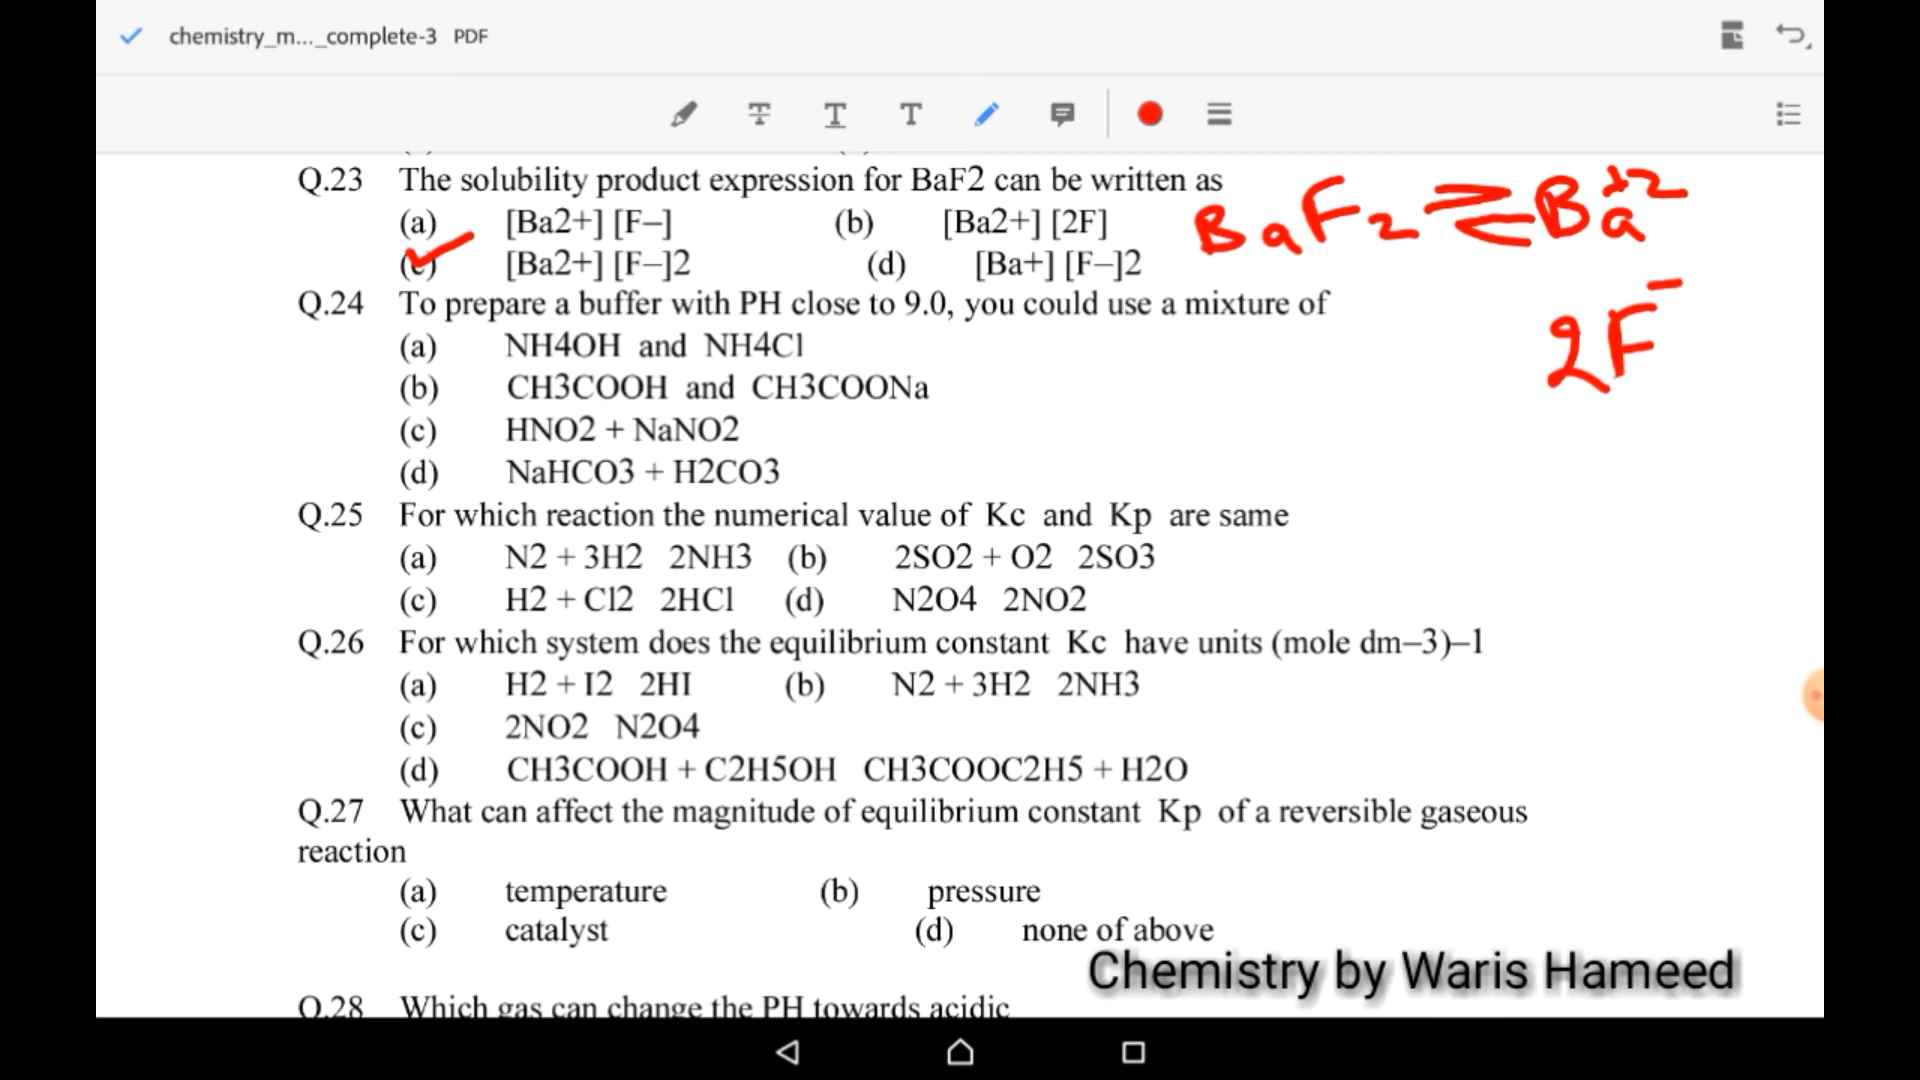 chemistry_m..._complete-3 PDF
Q.23 The solubility product expression for BaF2 can be written as
(a) [Ba2+] [F–] (b) [Ba2+] [2F]
(c) [Ba2+] [F–]2 (d) [Ba+] [F–]2
BaF2 ⇌ Ba+2
2F–
Q.24 To prepare a buffer with PH close to 9.0, you could use a mixture of
(a) NH4OH and NH4Cl
(b) CH3COOH and CH3COONa
(c) HNO2 + NaNO2
(d) NaHCO3 + H2CO3
Q.25 For which reaction the numerical value of Kc and Kp are same
(a) N2 + 3H2 2NH3 (b) 2SO2 + O2 2SO3
(c) H2 + Cl2 2HCl (d) N2O4 2NO2
Q.26 For which system does the equilibrium constant Kc have units (mole dm–3)–1
(a) H2 + I2 2HI (b) N2 + 3H2 2NH3
(c) 2NO2 N2O4
(d) CH3COOH + C2H5OH CH3COOC2H5 + H2O
Q.27 What can affect the magnitude of equilibrium constant Kp of a reversible gaseous
reaction
(a) temperature (b) pressure
(c) catalyst (d) none of above
Chemistry by Waris Hameed
Q.28 Which gas can change the PH towards acidic